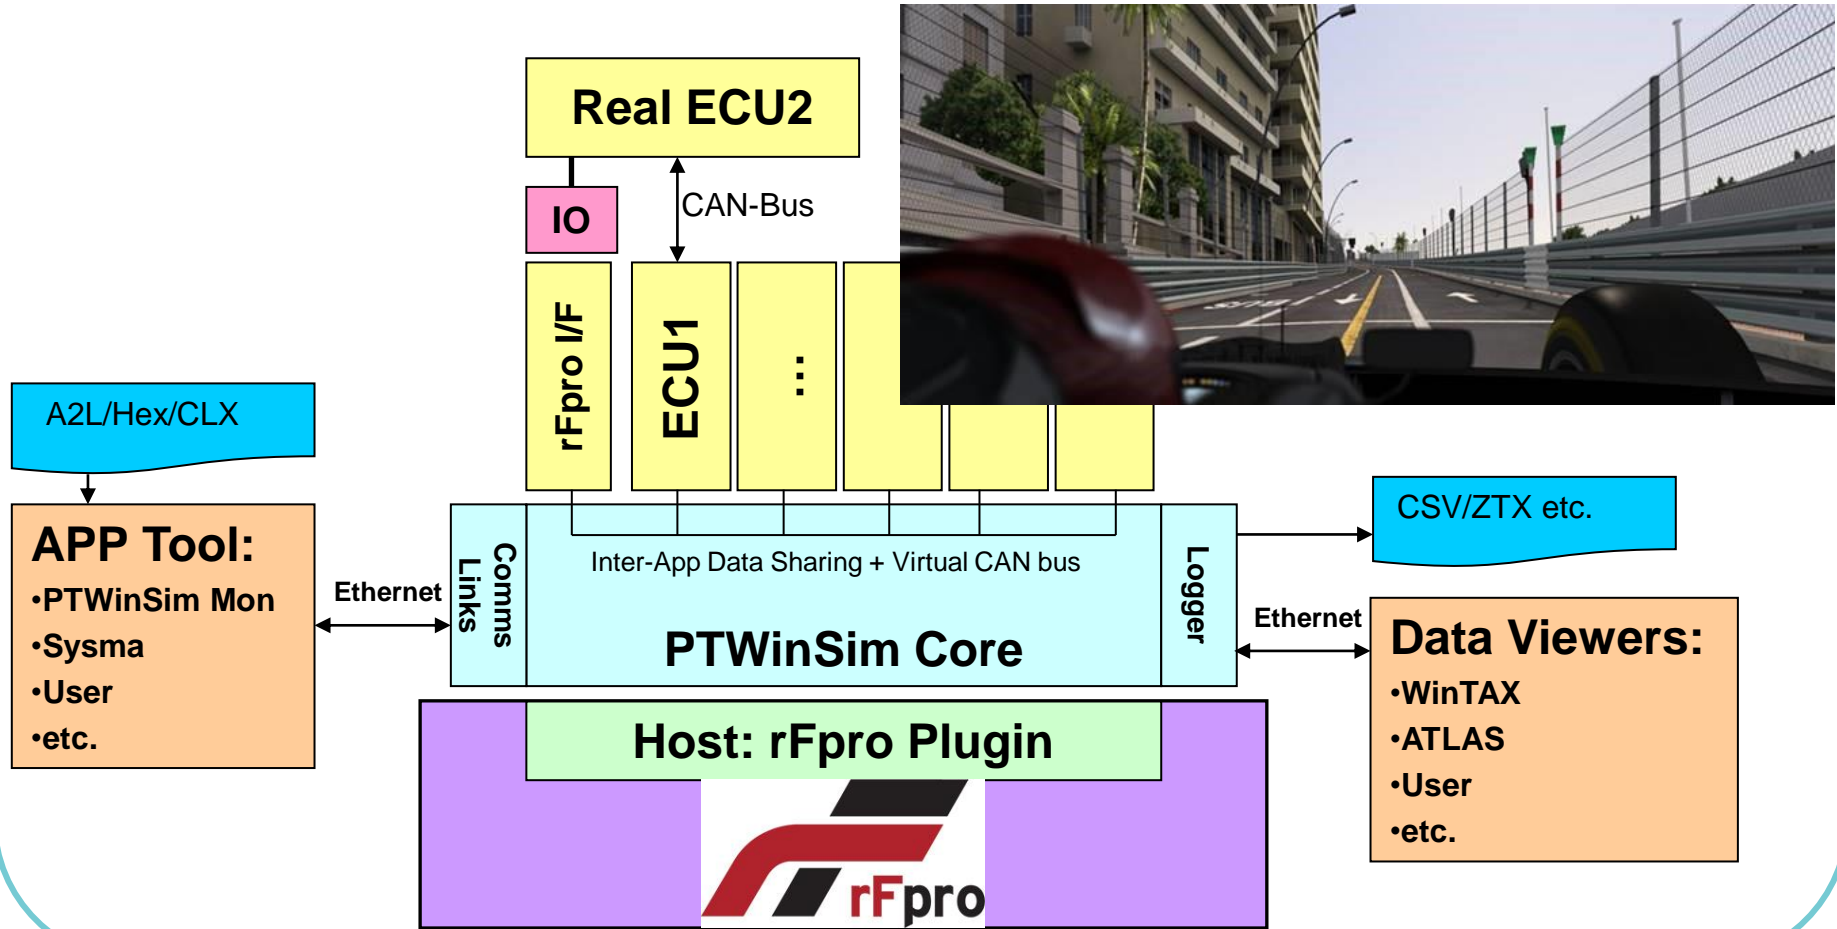 Real ECU2
IO
CAN-Bus
rFpro I/F
ECU1
...
A2L/Hex/CLX
APP Tool:
•PTWinSim Mon
•Sysma
•User
•etc.
Ethernet
Comms
Links
Inter-App Data Sharing + Virtual CAN bus
PTWinSim Core
Logger
CSV/ZTX etc.
Ethernet
Data Viewers:
•WinTAX
•ATLAS
•User
•etc.
Host: rFpro Plugin
rFpro